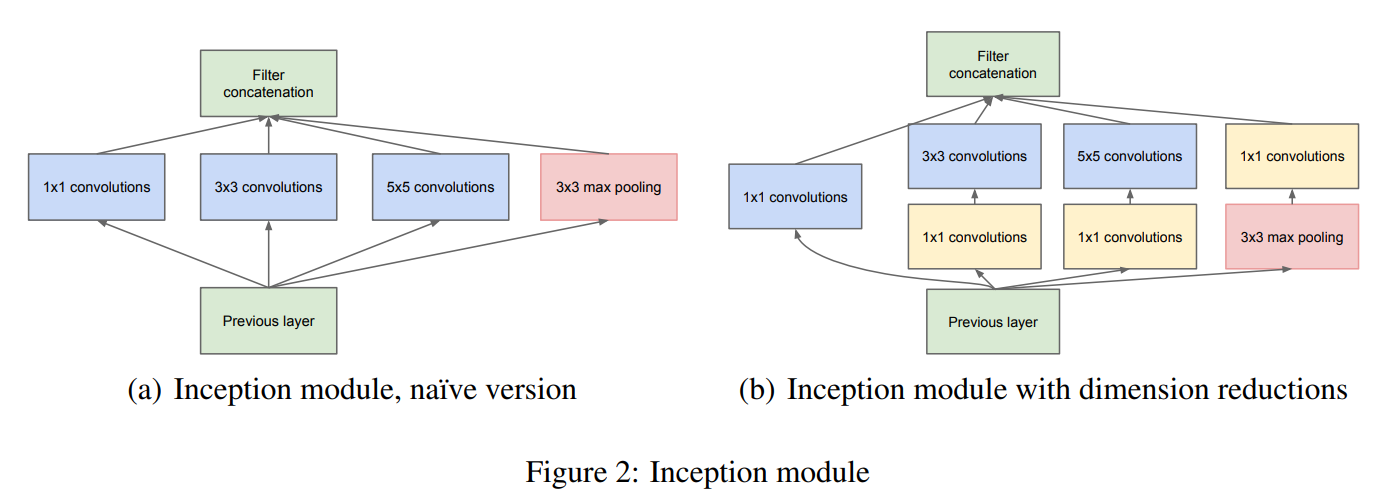 Filter
concatenation
1x1 convolutions
3x3 convolutions
5x5 convolutions
3x3 max pooling
Previous layer
(a) Inception module, naïve version
Filter
concatenation
3x3 convolutions
5x5 convolutions
1x1 convolutions
1x1 convolutions
1x1 convolutions
1x1 convolutions
3x3 max pooling
Previous layer
(b) Inception module with dimension reductions
Figure 2: Inception module